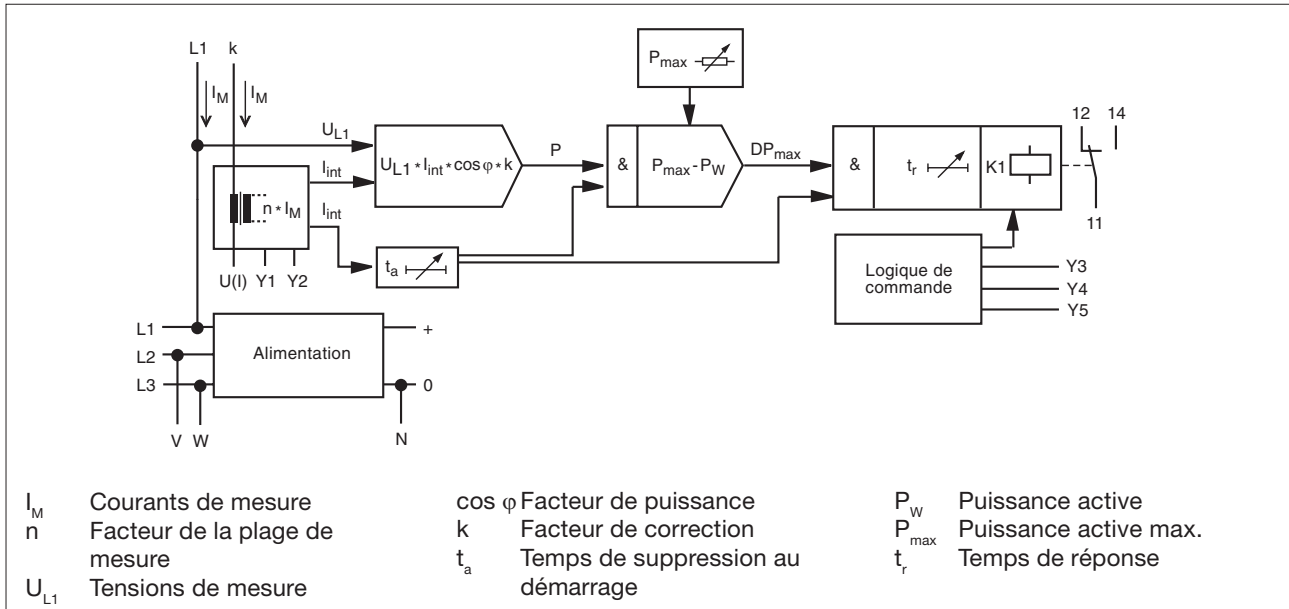 L1 k
I_M I_M
P_max
12 14
U_L1
U_L1 * I_int * cos φ * k
P
&
P_max - P_W
DP_max
&
t_r
K1
I_int
n * I_M
I_int
11
t_a
U(I) Y1 Y2
Logique de
commande
Y3
Y4
Y5
L1
+
L2
Alimentation
L3
0
V W
N
I_M Courants de mesure
n Facteur de la plage de
mesure
U_L1 Tensions de mesure
cos φ Facteur de puissance
k Facteur de correction
t_a Temps de suppression au
démarrage
P_W Puissance active
P_max Puissance active max.
t_r Temps de réponse